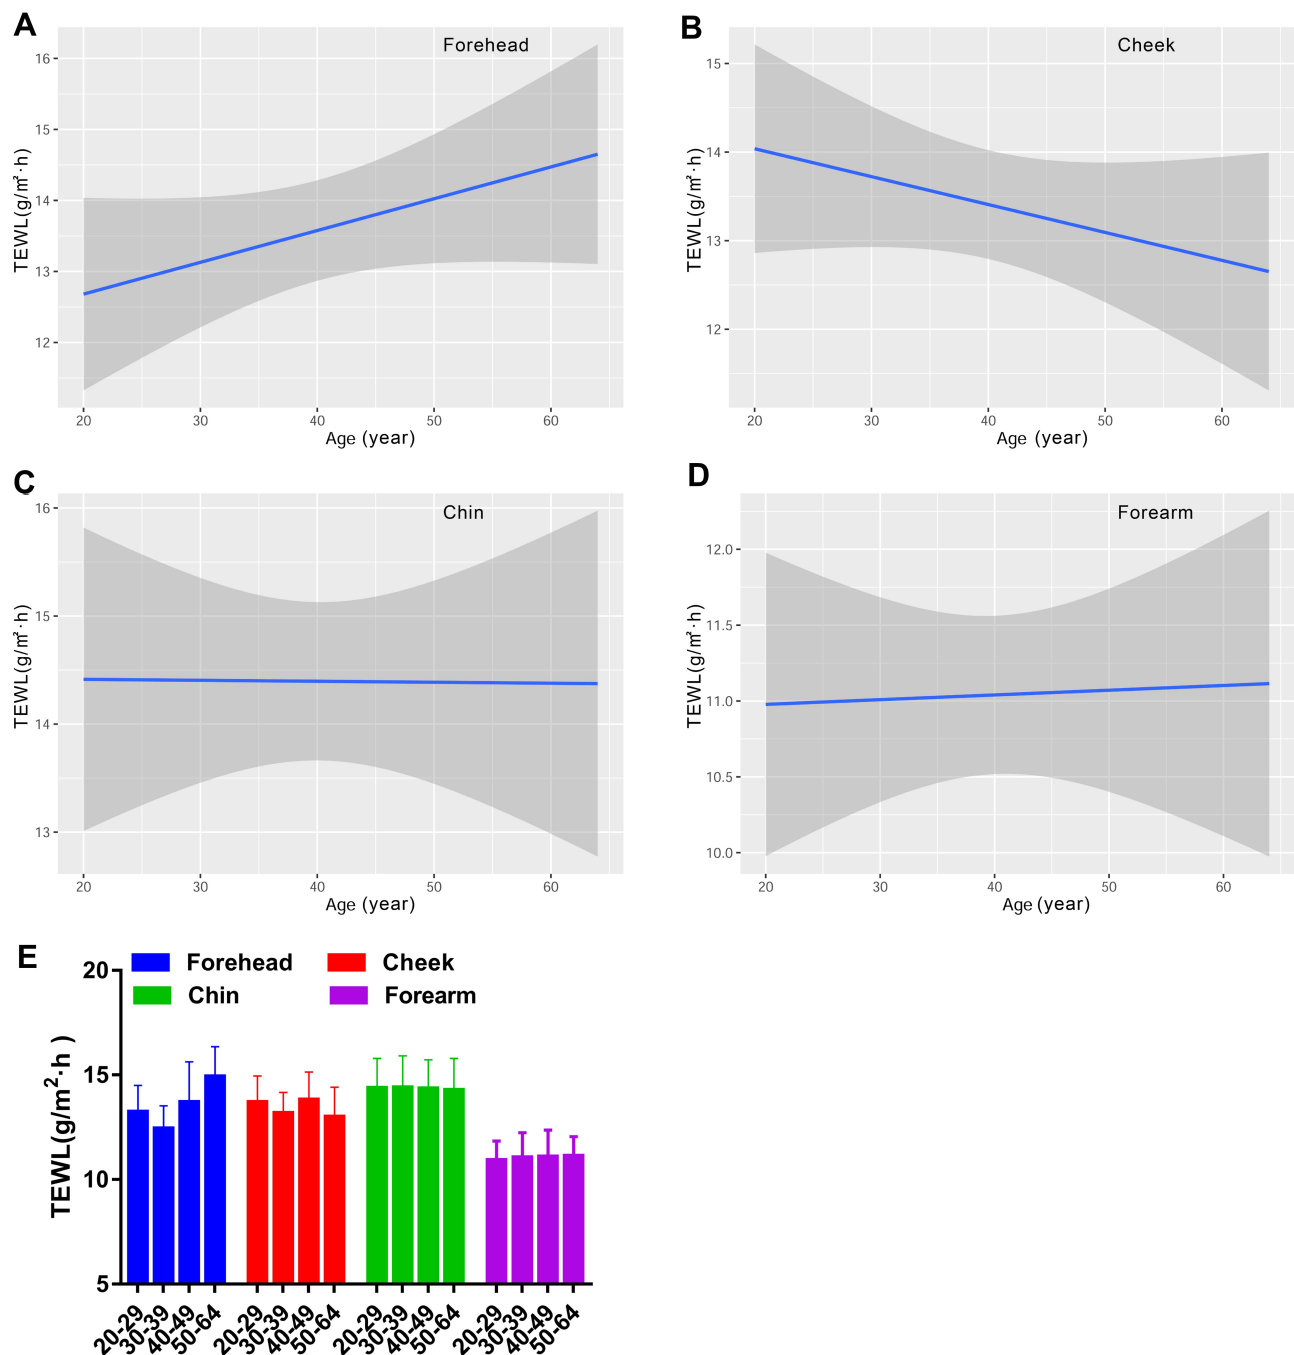 A
Forehead
TEWL(g/m²·h)
16
15
14
13
12
20 30 40 50 60
Age (year)
B
Cheek
TEWL(g/m²·h)
15
14
13
12
20 30 40 50 60
Age (year)
C
Chin
TEWL(g/m²·h)
16
15
14
13
20 30 40 50 60
Age (year)
D
Forearm
TEWL(g/m²·h)
12.0
11.5
11.0
10.5
10.0
20 30 40 50 60
Age (year)
E
Forehead Cheek
Chin Forearm
TEWL(g/m²·h )
20
15
10
5
20-29 30-39 40-49 50-64 20-29 30-39 40-49 50-64 20-29 30-39 40-49 50-64 20-29 30-39 40-49 50-64